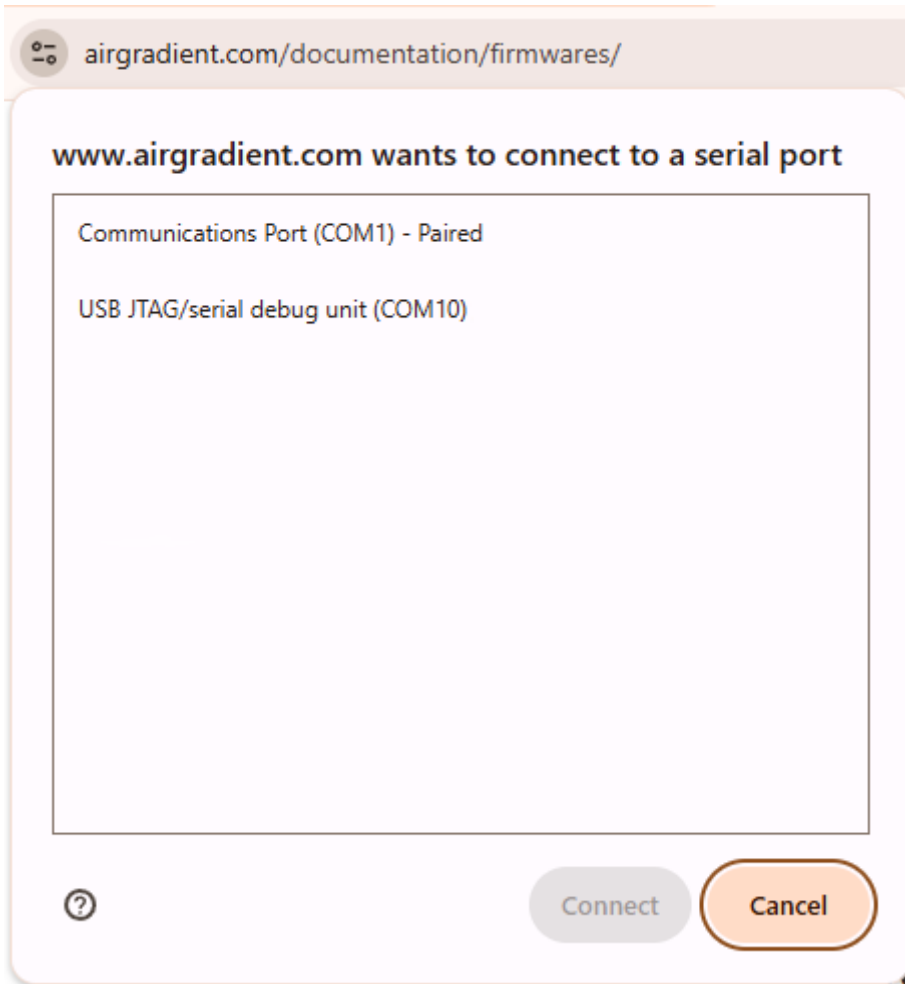 airgradient.com/documentation/firmwares/
www.airgradient.com wants to connect to a serial port
Communications Port (COM1) - Paired
USB JTAG/serial debug unit (COM10)
Connect
Cancel